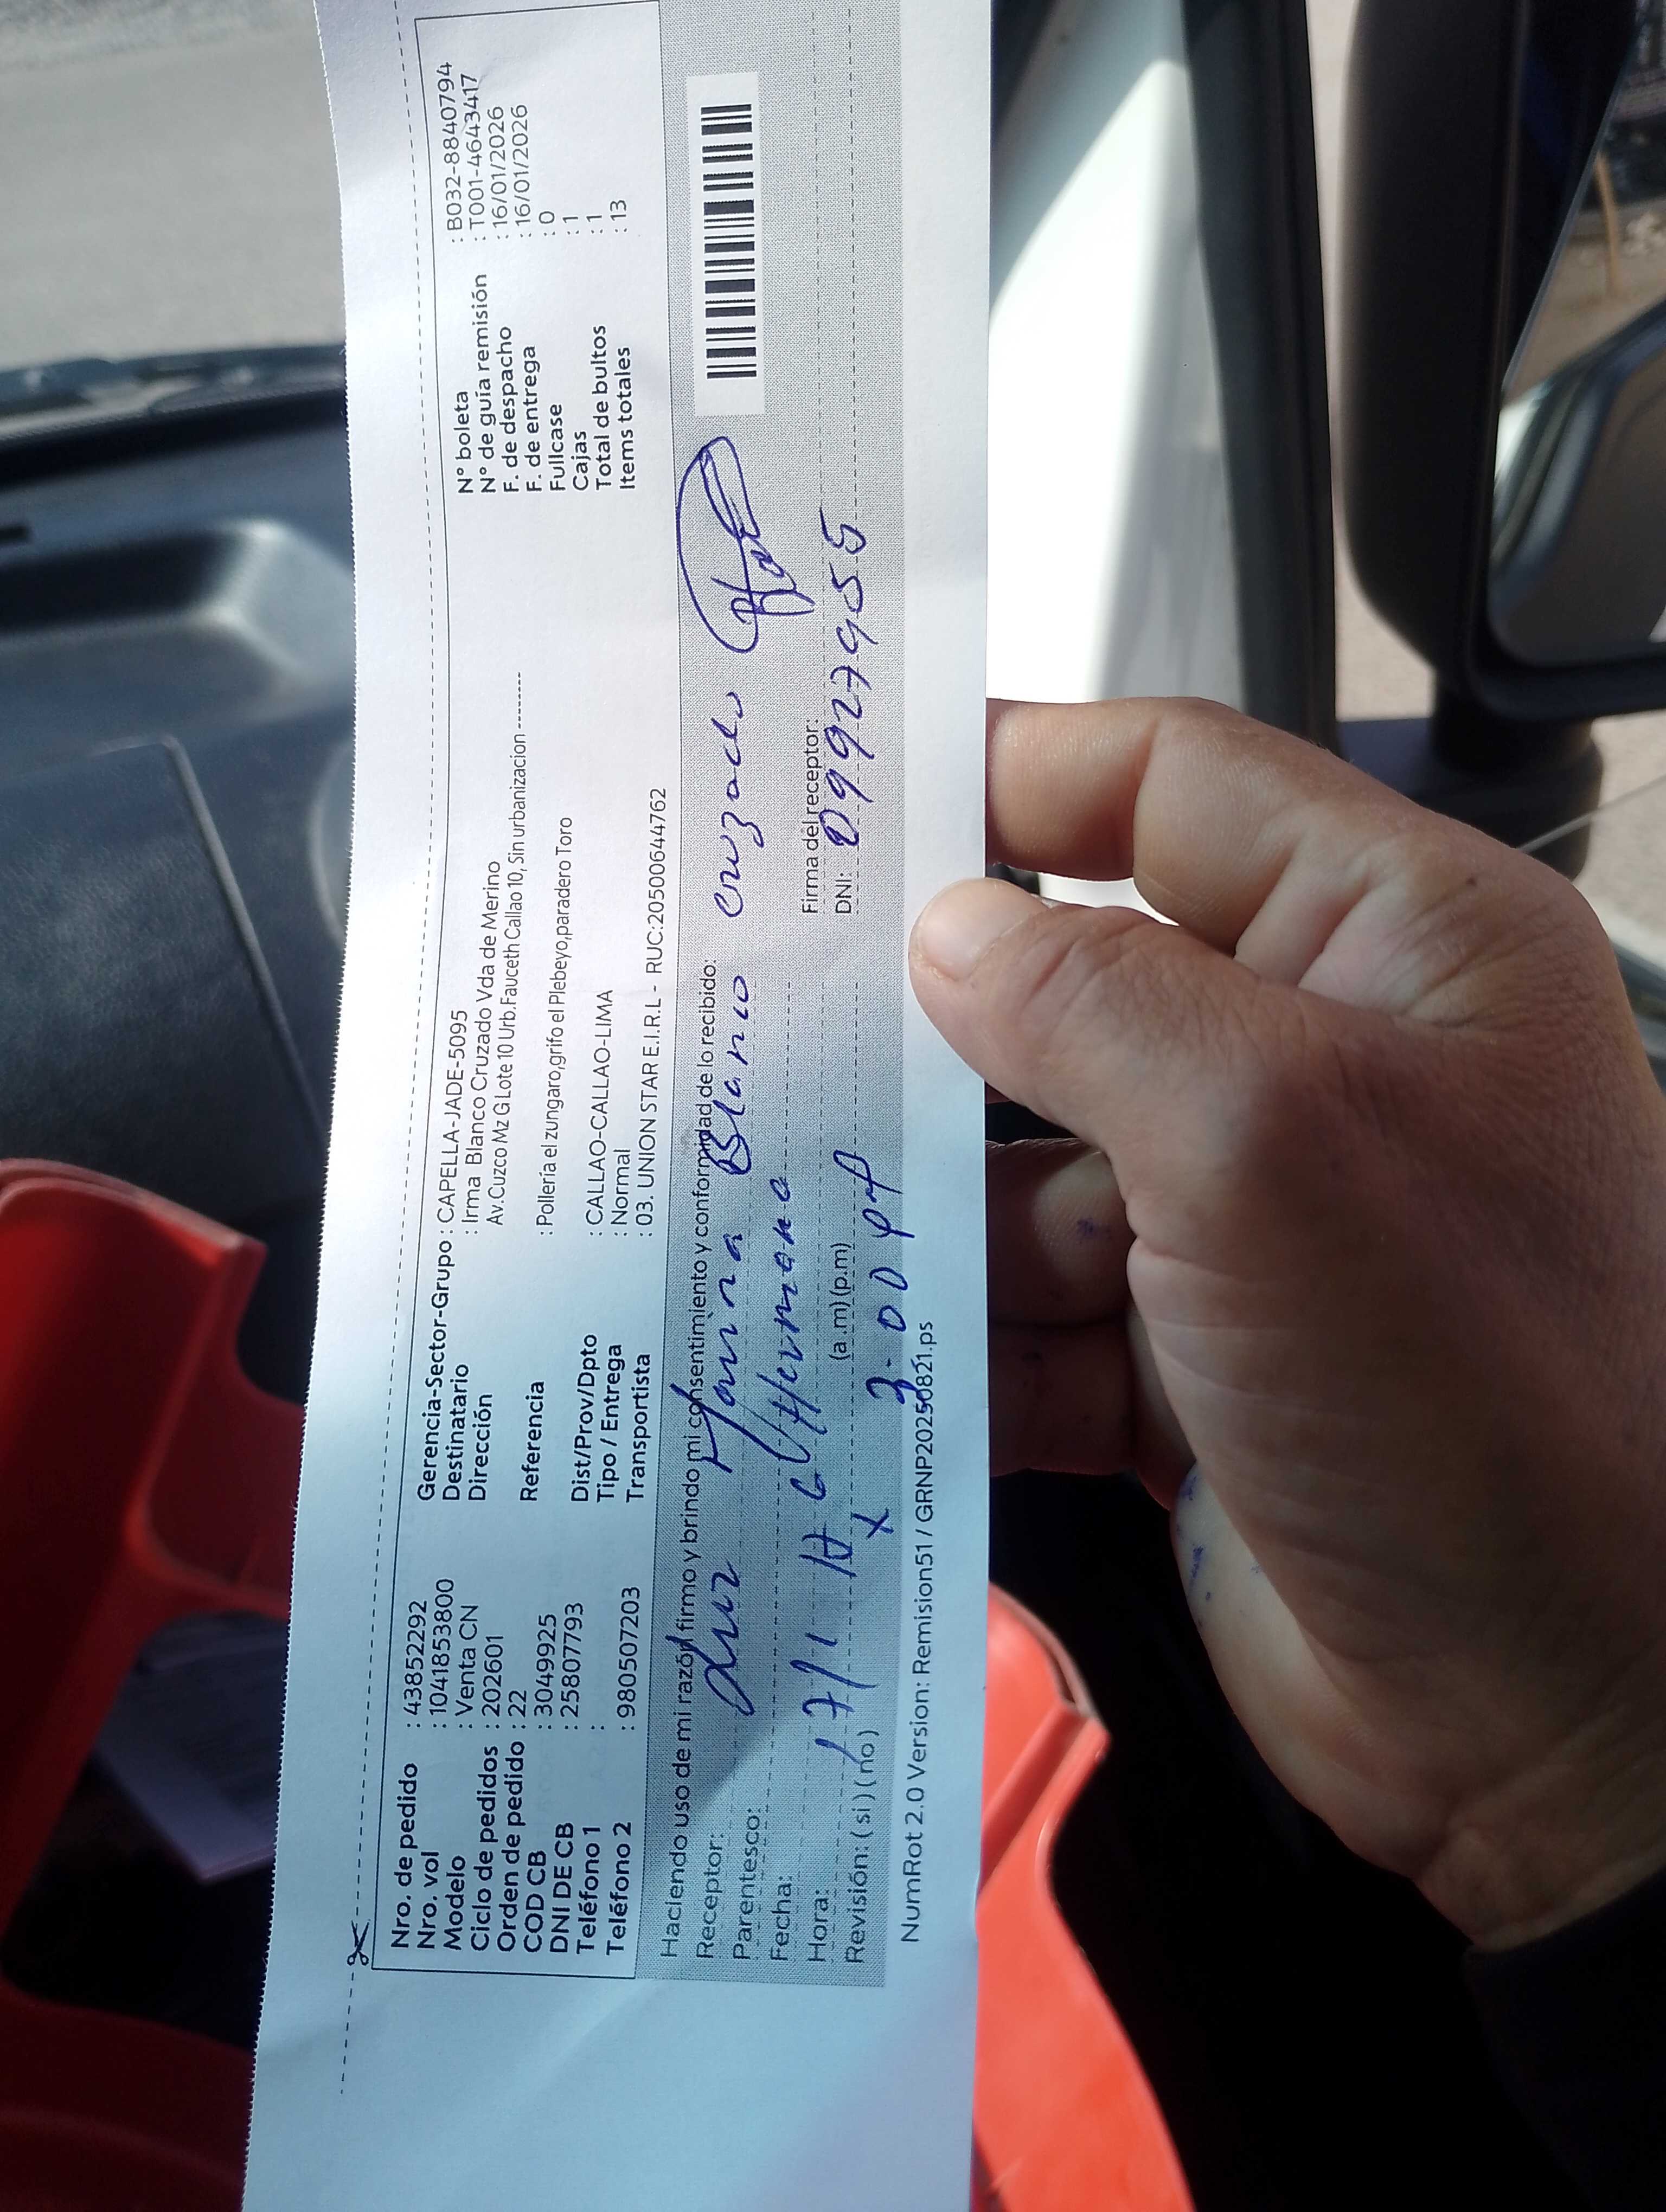 Nro. de pedido : 43852292
Nro. vol : 1041853800
Modelo : Venta CN
Ciclo de pedidos : 202601
Orden de pedido : 22
COD CB : 3049925
DNI DE CB : 25807793
Teléfono 1 :
Teléfono 2 : 980507203
Gerencia-Sector-Grupo : CAPELLA-JADE-5095
Destinatario : Irma Blanco Cruzado Vda de Merino
Dirección Av.Cuzco Mz G Lote 10 Urb.Fauceth Callao 10, Sin urbanizacion -------
Referencia : Polleria el zungaro,grifo el Plebeyo,paradero Toro
Dist/Prov/Dpto : CALLAO-CALLAO-LIMA
Tipo / Entrega : Normal
Transportista : 03. UNION STAR E.I.R.L - RUC:20500644762
N° boleta : B032-8840794
N° de guía remisión : T001-4643417
F. de despacho : 16/01/2026
F. de entrega : 16/01/2026
Fullcase : 0
Cajas : 1
Total de bultos : 1
Items totales : 13
Haciendo uso de mi razón firmo y brindo mi consentimiento y conformidad de lo recibido:
Receptor: Luz Blanco Cruzado
Parentesco: Hermana
Fecha: 17/1
Hora: (a.m) (p.m) 3-00 pm
Revisión: ( si ) ( no ) x
Firma del receptor:
DNI: 09927955
NumRot 2.0 Version: Remision51 / GRNP20250821.ps